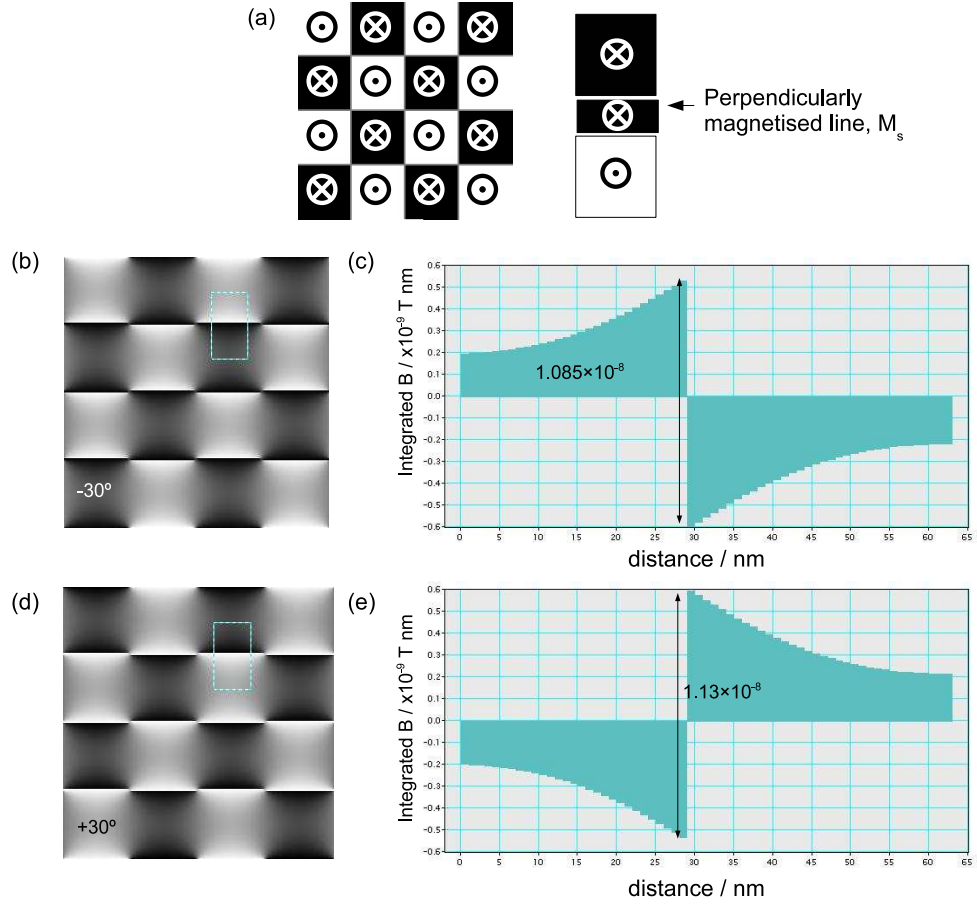 (a)
Perpendicularly
magnetised line, Mₛ
(b)
-30º
(c)
Integrated B / x10⁻⁹ T nm
0.6
0.5
0.4
0.3
0.2
0.1
0.0
-0.1
-0.2
-0.3
-0.4
-0.5
-0.6
1.085×10⁻⁸
0 5 10 15 20 25 30 35 40 45 50 55 60 65
distance / nm
(d)
+30º
(e)
Integrated B / x10⁻⁹ T nm
0.6
0.5
0.4
0.3
0.2
0.1
0.0
-0.1
-0.2
-0.3
-0.4
-0.5
-0.6
1.13×10⁻⁸
0 5 10 15 20 25 30 35 40 45 50 55 60 65
distance / nm